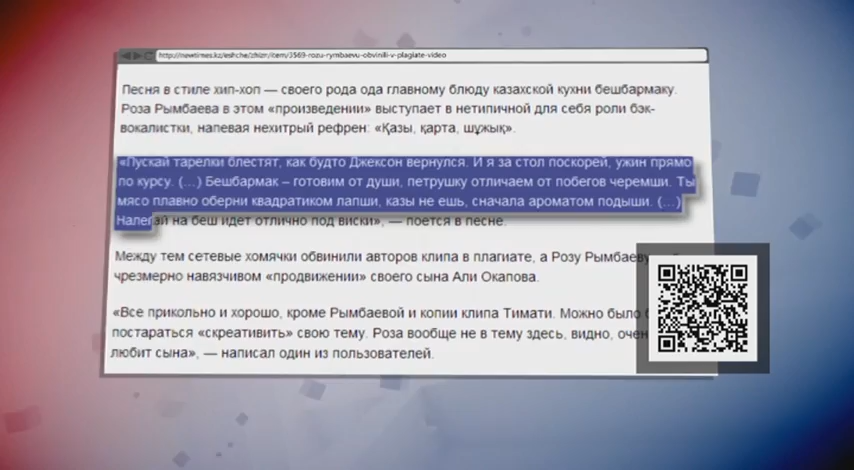 http://newtimes.kz/eshche/zhizn/item/3569-rozu-rymbaevu-obvinili-v-plagiate-video
Песня в стиле хип-хоп — своего рода ода главному блюду казахской кухни бешбармаку.
Роза Рымбаева в этом «произведении» выступает в нетипичной для себя роли бэк-
вокалистки, напевая нехитрый рефрен: «Қазы, қарта, шұжық».
«Пускай тарелки блестят, как будто Джексон вернулся. И я за стол поскорей, ужин прямо
по курсу. (...) Бешбармак – готовим от души, петрушку отличаем от побегов черемши. Ты
мясо плавно оберни квадратиком лапши, казы не ешь, сначала ароматом подыши. (...)
Налегай на беш идет отлично под виски», — поется в песне.
Между тем сетевые хомячки обвинили авторов клипа в плагиате, а Розу Рымбаеву
чрезмерно навязчивом «продвижении» своего сына Али Окапова.
«Все прикольно и хорошо, кроме Рымбаевой и копии клипа Тимати. Можно было
постараться «скреативить» свою тему. Роза вообще не в тему здесь, видно,
любит сына», — написал один из пользователей.